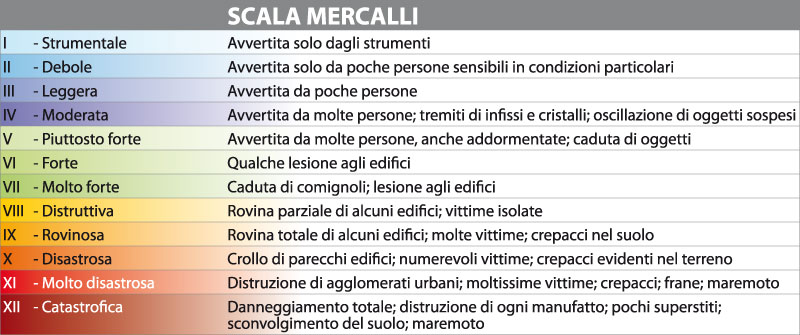 SCALA MERCALLI
I - Strumentale Avvertita solo dagli strumenti
II - Debole Avvertita solo da poche persone sensibili in condizioni particolari
III - Leggera Avvertita da poche persone
IV - Moderata Avvertita da molte persone; tremiti di infissi e cristalli; oscillazione di oggetti sospesi
V - Piuttosto forte Avvertita da molte persone, anche addormentate; caduta di oggetti
VI - Forte Qualche lesione agli edifici
VII - Molto forte Caduta di comignoli; lesione agli edifici
VIII - Distruttiva Rovina parziale di alcuni edifici; vittime isolate
IX - Rovinosa Rovina totale di alcuni edifici; molte vittime; crepacci nel suolo
X - Disastrosa Crollo di parecchi edifici; numerevoli vittime; crepacci evidenti nel terreno
XI - Molto disastrosa Distruzione di agglomerati urbani; moltissime vittime; crepacci; frane; maremoto
XII - Catastrofica Danneggiamento totale; distruzione di ogni manufatto; pochi superstiti;
sconvolgimento del suolo; maremoto